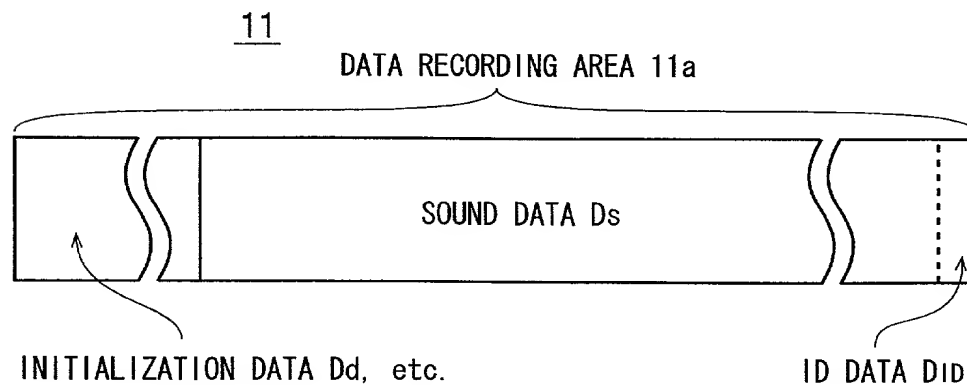 11
DATA RECORDING AREA 11a
SOUND DATA Ds
INITIALIZATION DATA Dd, etc.
ID DATA DID